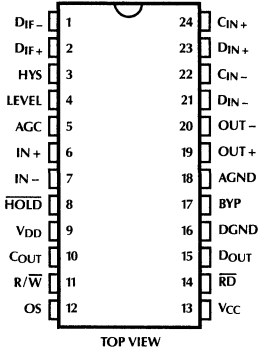 DIF– 1 24 CIN+
DIF+ 2 23 DIN+
HYS 3 22 CIN–
LEVEL 4 21 DIN–
AGC 5 20 OUT–
IN+ 6 19 OUT+
IN– 7 18 AGND
H̅O̅L̅D̅ 8 17 BYP
VDD 9 16 DGND
COUT 10 15 DOUT
R/W̅ 11 14 R̅D̅
OS 12 13 VCC
TOP VIEW